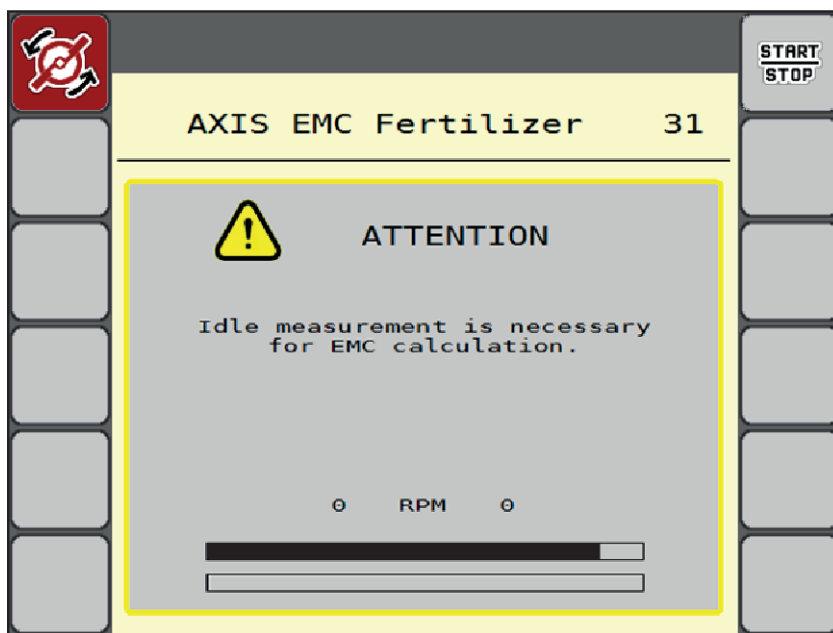 START
STOP
AXIS EMC Fertilizer 31
! ATTENTION
Idle measurement is necessary
for EMC calculation.
0 RPM 0